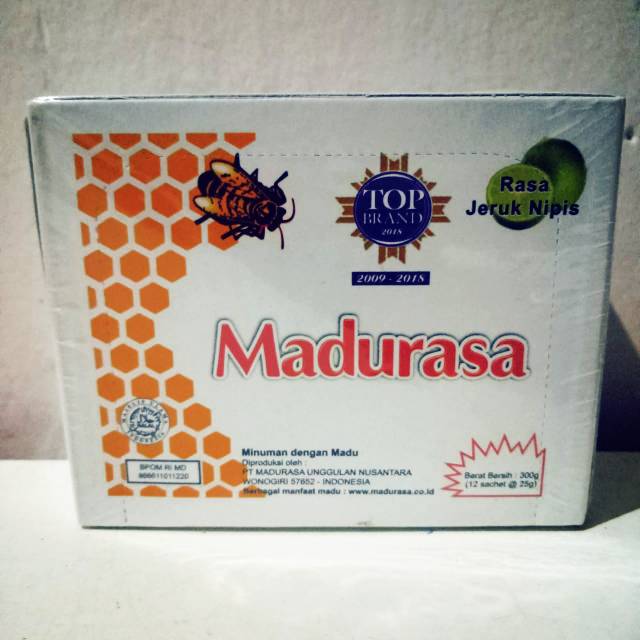 TOP
BRAND
2018
2009 - 2018
Rasa
Jeruk Nipis
Madurasa
HALAL
BPOM RI MD
Minuman dengan Madu
Diproduksi oleh :
PT MADURASA UNGGULAN NUSANTARA
WONOGIRI 57652 - INDONESIA
Berbagai manfaat madu : www.madurasa.co.id
Berat Bersih : 300g
(12 sachet @ 25g)